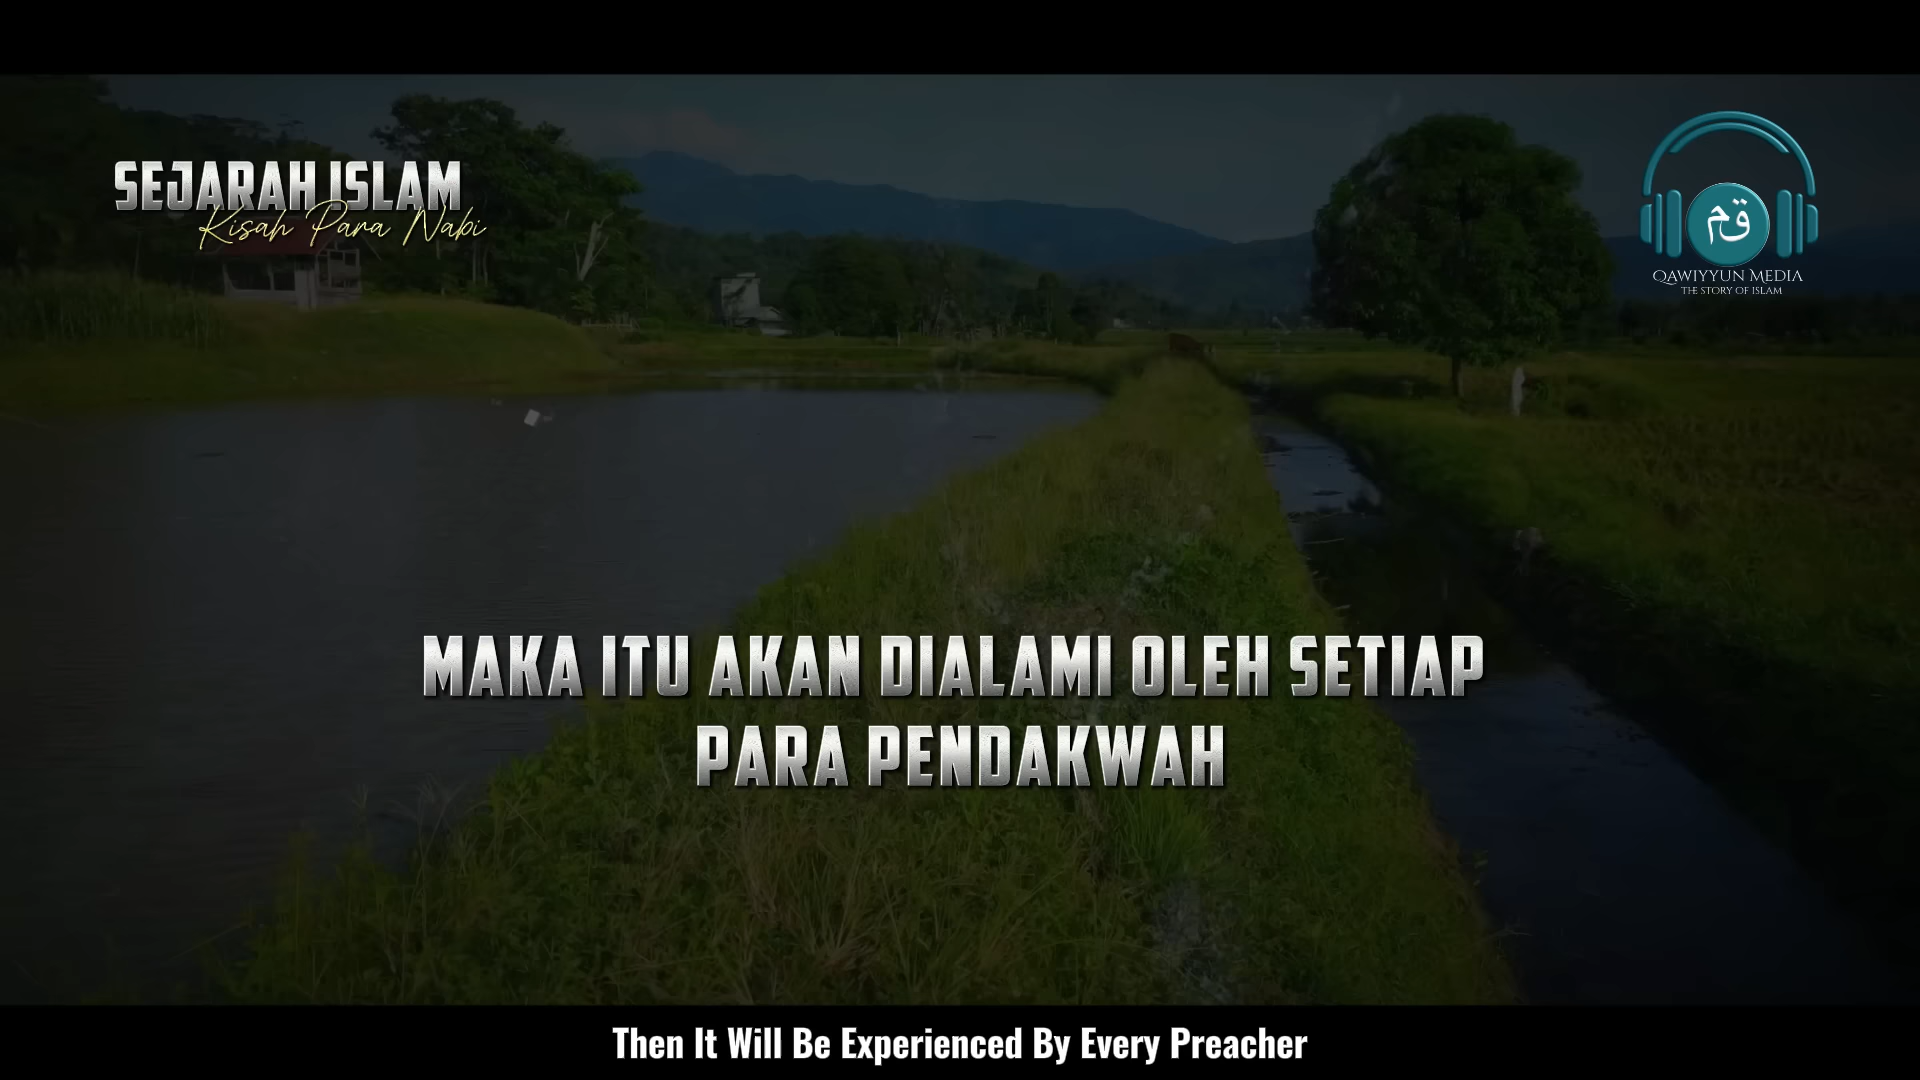 SEJARAH ISLAM
Kisah Para Nabi
قم
QAWIYYUN MEDIA
THE STORY OF ISLAM
MAKA ITU AKAN DIALAMI OLEH SETIAP
PARA PENDAKWAH
Then It Will Be Experienced By Every Preacher